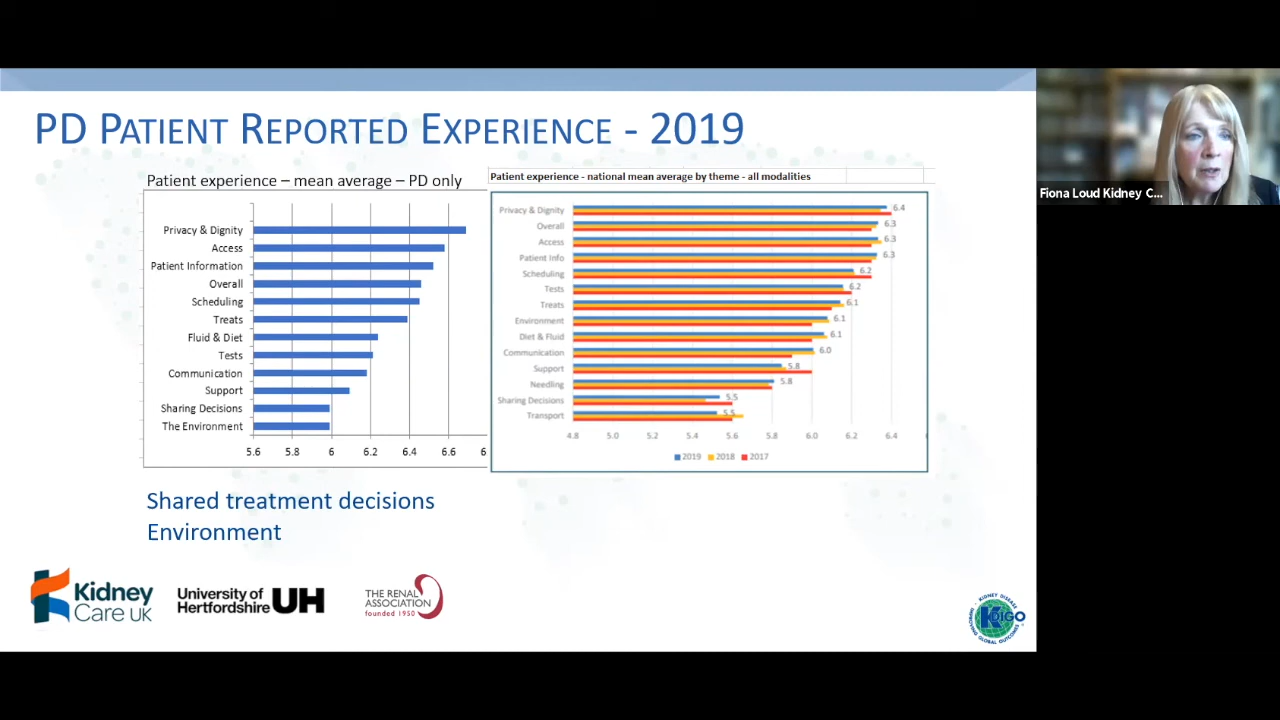 PD PATIENT REPORTED EXPERIENCE - 2019
Patient experience – mean average – PD only
Privacy & Dignity
Access
Patient Information
Overall
Scheduling
Treats
Fluid & Diet
Tests
Communication
Support
Sharing Decisions
The Environment
5.6 5.8 6 6.2 6.4 6.6 6
Patient experience - national mean average by theme - all modalities
Privacy & Dignity 6.4
Overall 6.3
Access 6.3
Patient Info 6.3
Scheduling 6.2
Tests 6.2
Treats 6.1
Environment 6.1
Diet & Fluid 6.1
Communication 6.0
Support 5.8
Needling 5.8
Sharing Decisions 5.5
Transport 5.5
4.8 5.0 5.2 5.4 5.6 5.8 6.0 6.2 6.4
2019 2018 2017
Shared treatment decisions
Environment
Kidney
Care UK
University of
Hertfordshire UH
THE RENAL
ASSOCIATION
founded 1950
KIDNEY DISEASE
KDIGO
IMPROVING GLOBAL OUTCOMES
Fiona Loud Kidney C...